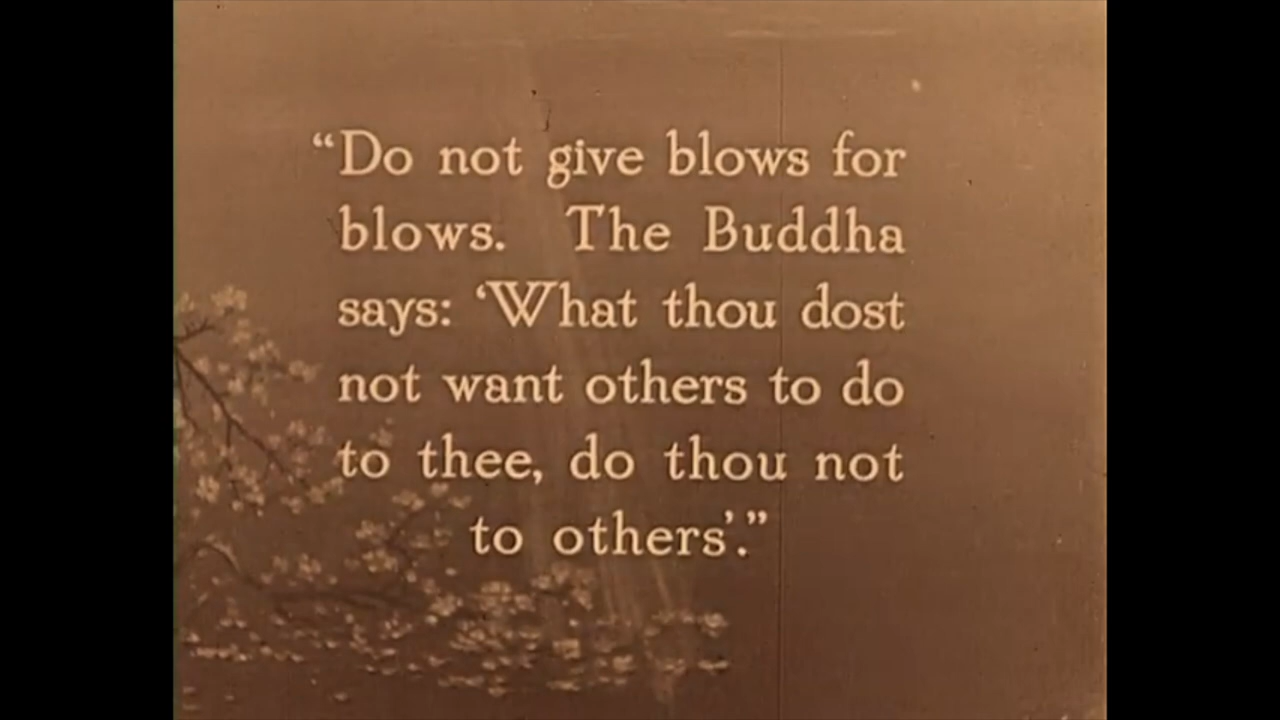 “Do not give blows for
blows. The Buddha
says: ‘What thou dost
not want others to do
to thee, do thou not
to others’.”